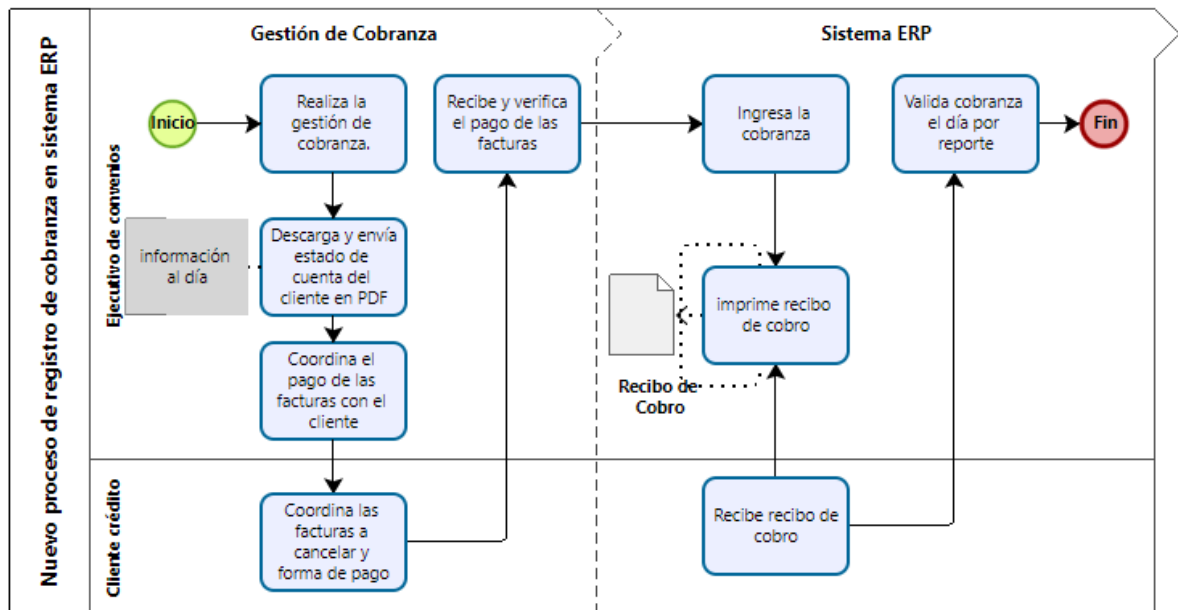 Nuevo proceso de registro de cobranza en sistema ERP
Gestión de Cobranza
Sistema ERP
Ejecutivo de convenios
Inicio
Realiza la
gestión de
cobranza.
Recibe y verifica
el pago de las
facturas
Ingresa la
cobranza
Valida cobranza
el día por
reporte
Fin
información
al día
Descarga y envía
estado de
cuenta del
cliente en PDF
imprime recibo
de cobro
Recibo de
Cobro
Coordina el
pago de las
facturas con el
cliente
Cliente crédito
Coordina las
facturas a
cancelar y
forma de pago
Recibe recibo de
cobro